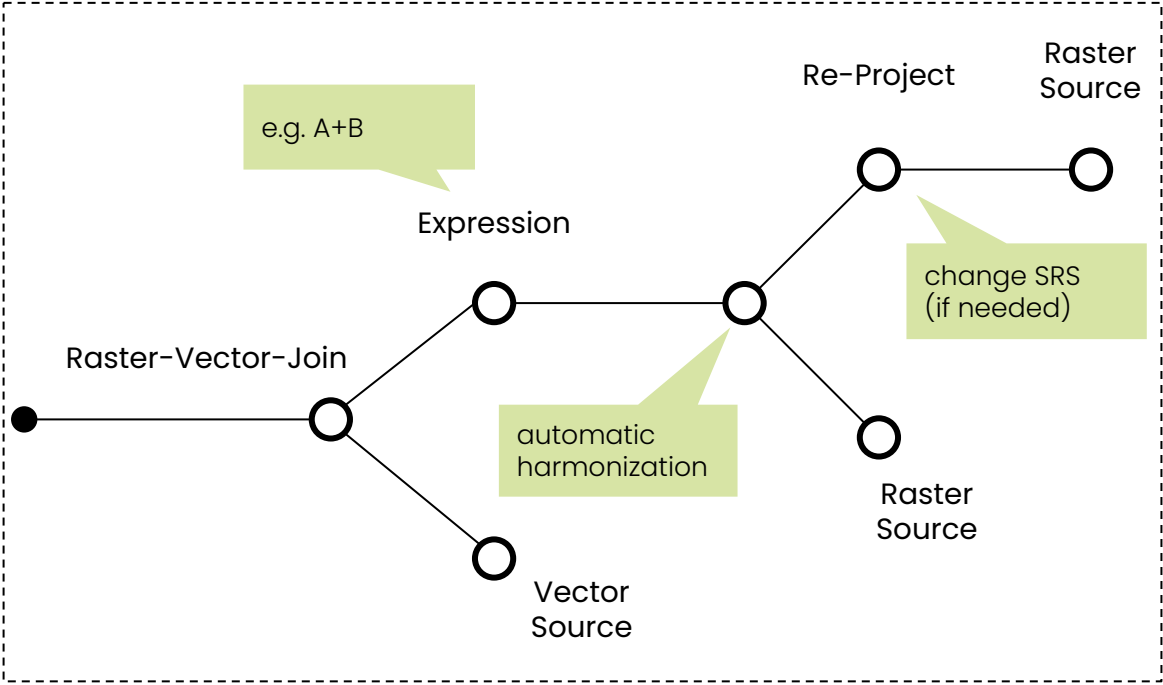 Raster
Source
Re-Project
e.g. A+B
Expression
change SRS
(if needed)
Raster-Vector-Join
automatic
harmonization
Raster
Source
Vector
Source